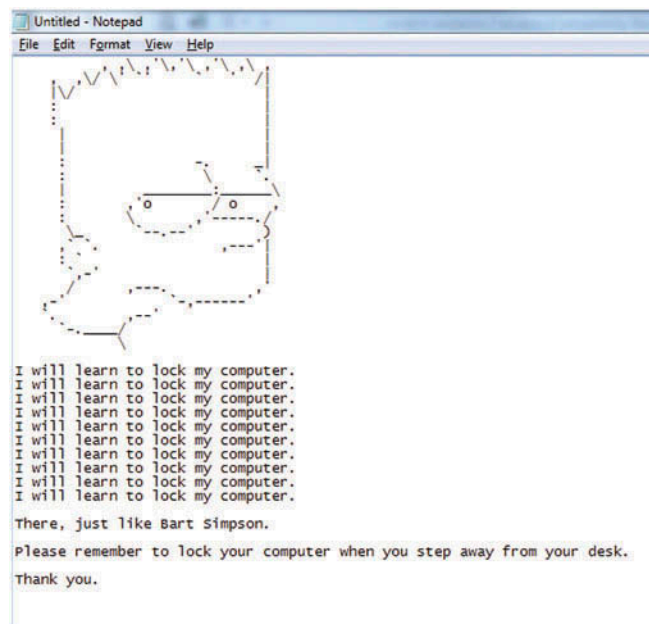 Untitled - Notepad
File Edit Format View Help
I will learn to lock my computer.
I will learn to lock my computer.
I will learn to lock my computer.
I will learn to lock my computer.
I will learn to lock my computer.
I will learn to lock my computer.
I will learn to lock my computer.
I will learn to lock my computer.
I will learn to lock my computer.
I will learn to lock my computer.
There, just like Bart Simpson.
Please remember to lock your computer when you step away from your desk.
Thank you.